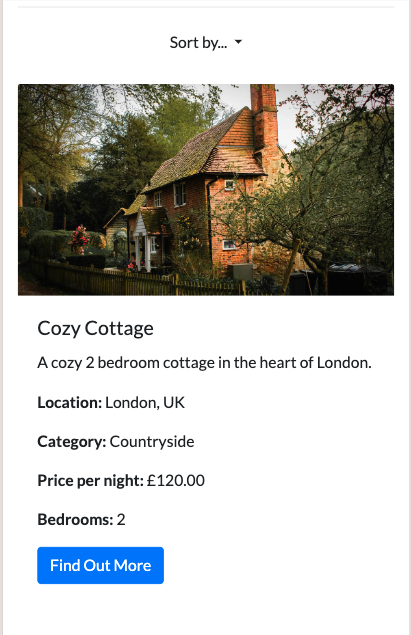 Sort by...
Cozy Cottage
A cozy 2 bedroom cottage in the heart of London.
Location: London, UK
Category: Countryside
Price per night: £120.00
Bedrooms: 2
Find Out More